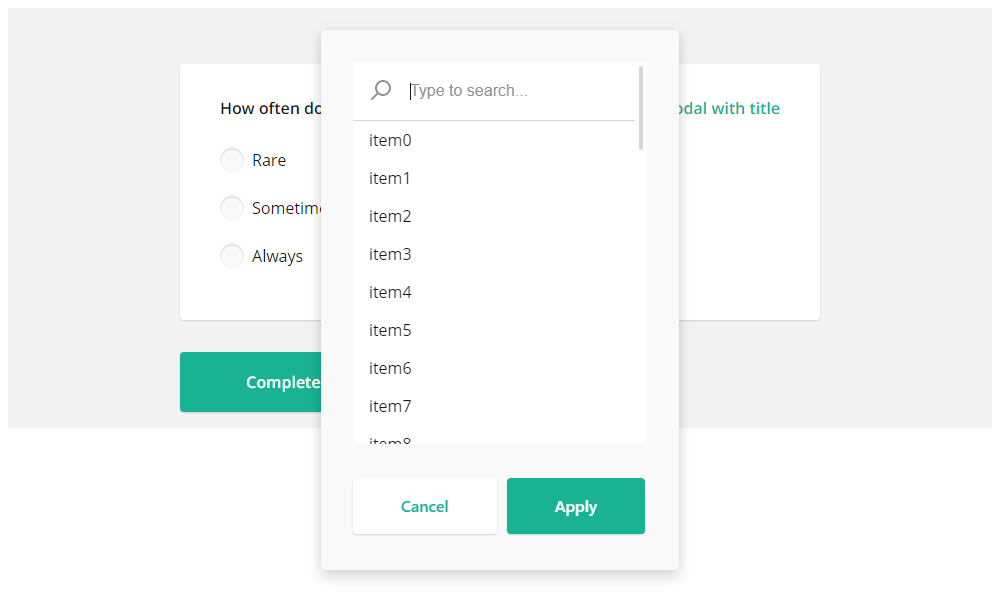 How often do
odal with title
Rare
Sometim
Always
Complete
Type to search...
item0
item1
item2
item3
item4
item5
item6
item7
item8
Cancel
Apply